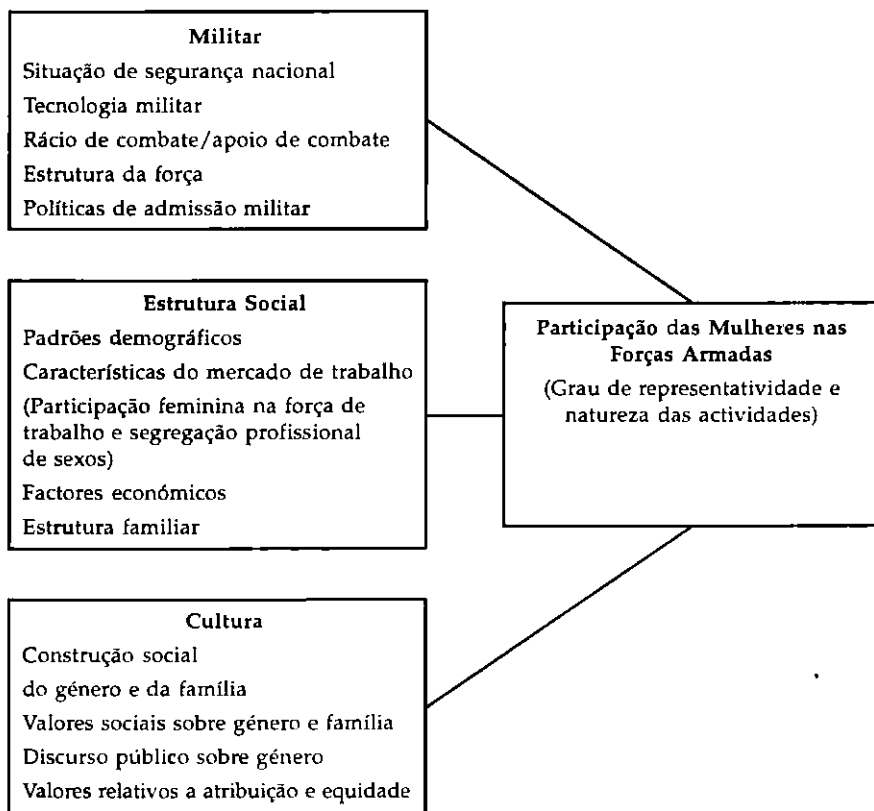 Militar
Situação de segurança nacional
Tecnologia militar
Rácio de combate/apoio de combate
Estrutura da força
Políticas de admissão militar
Estrutura Social
Padrões demográficos
Características do mercado de trabalho
(Participação feminina na força de
trabalho e segregação profissional
de sexos)
Factores económicos
Estrutura familiar
Cultura
Construção social
do género e da família
Valores sociais sobre género e família
Discurso público sobre género
Valores relativos a atribuição e equidade
Participação das Mulheres nas
Forças Armadas
(Grau de representatividade e
natureza das actividades)